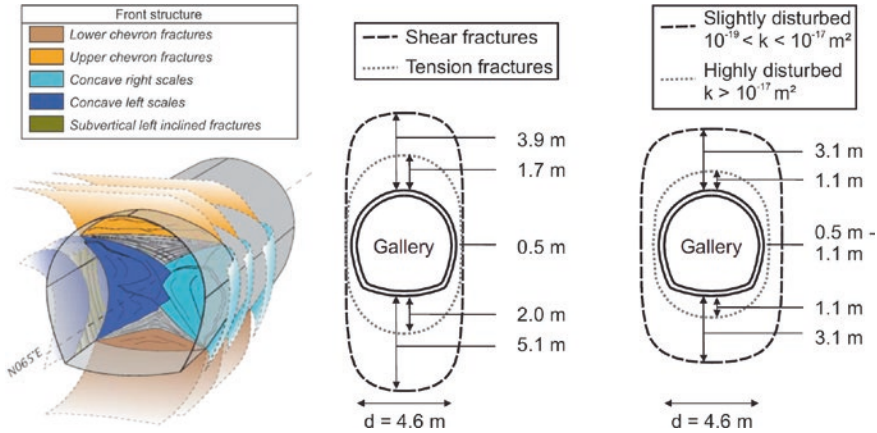 Front structure
Lower chevron fractures
Upper chevron fractures
Concave right scales
Concave left scales
Subvertical left inclined fractures
N065°E
Shear fractures
Tension fractures
3.9 m
1.7 m
Gallery
0.5 m
2.0 m
5.1 m
d = 4.6 m
Slightly disturbed
10⁻¹⁹ < k < 10⁻¹⁷ m²
Highly disturbed
k > 10⁻¹⁷ m²
3.1 m
1.1 m
Gallery
0.5 m -
1.1 m
1.1 m
3.1 m
d = 4.6 m